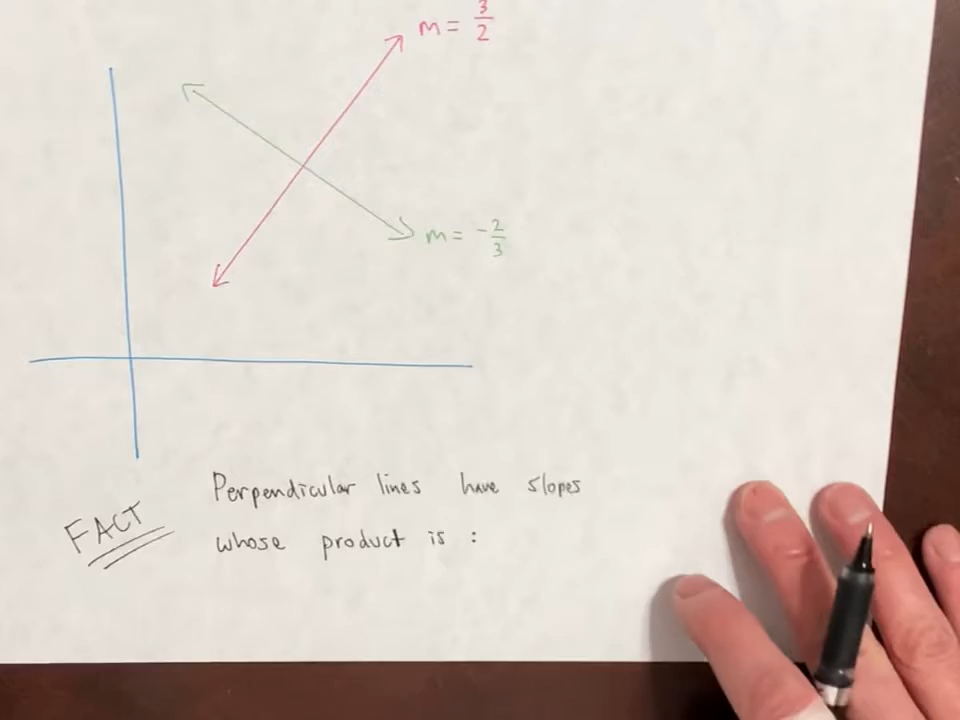 m = 3/2
m = -2/3
Perpendicular lines have slopes
FACT
whose product is :